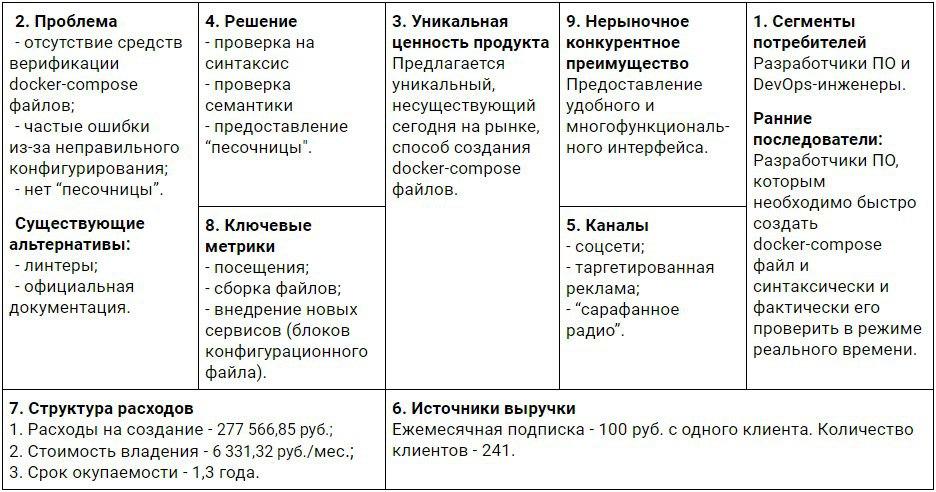 2. Проблема
- отсутствие средств
верификации
docker-compose
файлов;
- частые ошибки
из-за неправильного
конфигурирования;
- нет “песочницы”.
Существующие
альтернативы:
- линтеры;
- официальная
документация.
4. Решение
- проверка на
синтаксис
- проверка
семантики
- предоставление
“песочницы".
8. Ключевые
метрики
- посещения;
- сборка файлов;
- внедрение новых
сервисов (блоков
конфигурационного
файла).
3. Уникальная
ценность продукта
Предлагается
уникальный,
несуществующий
сегодня на рынке,
способ создания
docker-compose
файлов.
9. Нерыночное
конкурентное
преимущество
Предоставление
удобного и
многофункциональ-
ного интерфейса.
5. Каналы
- соцсети;
- таргетированная
реклама;
- “сарафанное
радио”.
1. Сегменты
потребителей
Разработчики ПО и
DevOps-инженеры.
Ранние
последователи:
Разработчики ПО,
которым
необходимо быстро
создать
docker-compose
файл и
синтаксически и
фактически его
проверить в режиме
реального времени.
7. Структура расходов
1. Расходы на создание - 277 566,85 руб.;
2. Стоимость владения - 6 331,32 руб./мес.;
3. Срок окупаемости - 1,3 года.
6. Источники выручки
Ежемесячная подписка - 100 руб. с одного клиента. Количество
клиентов - 241.